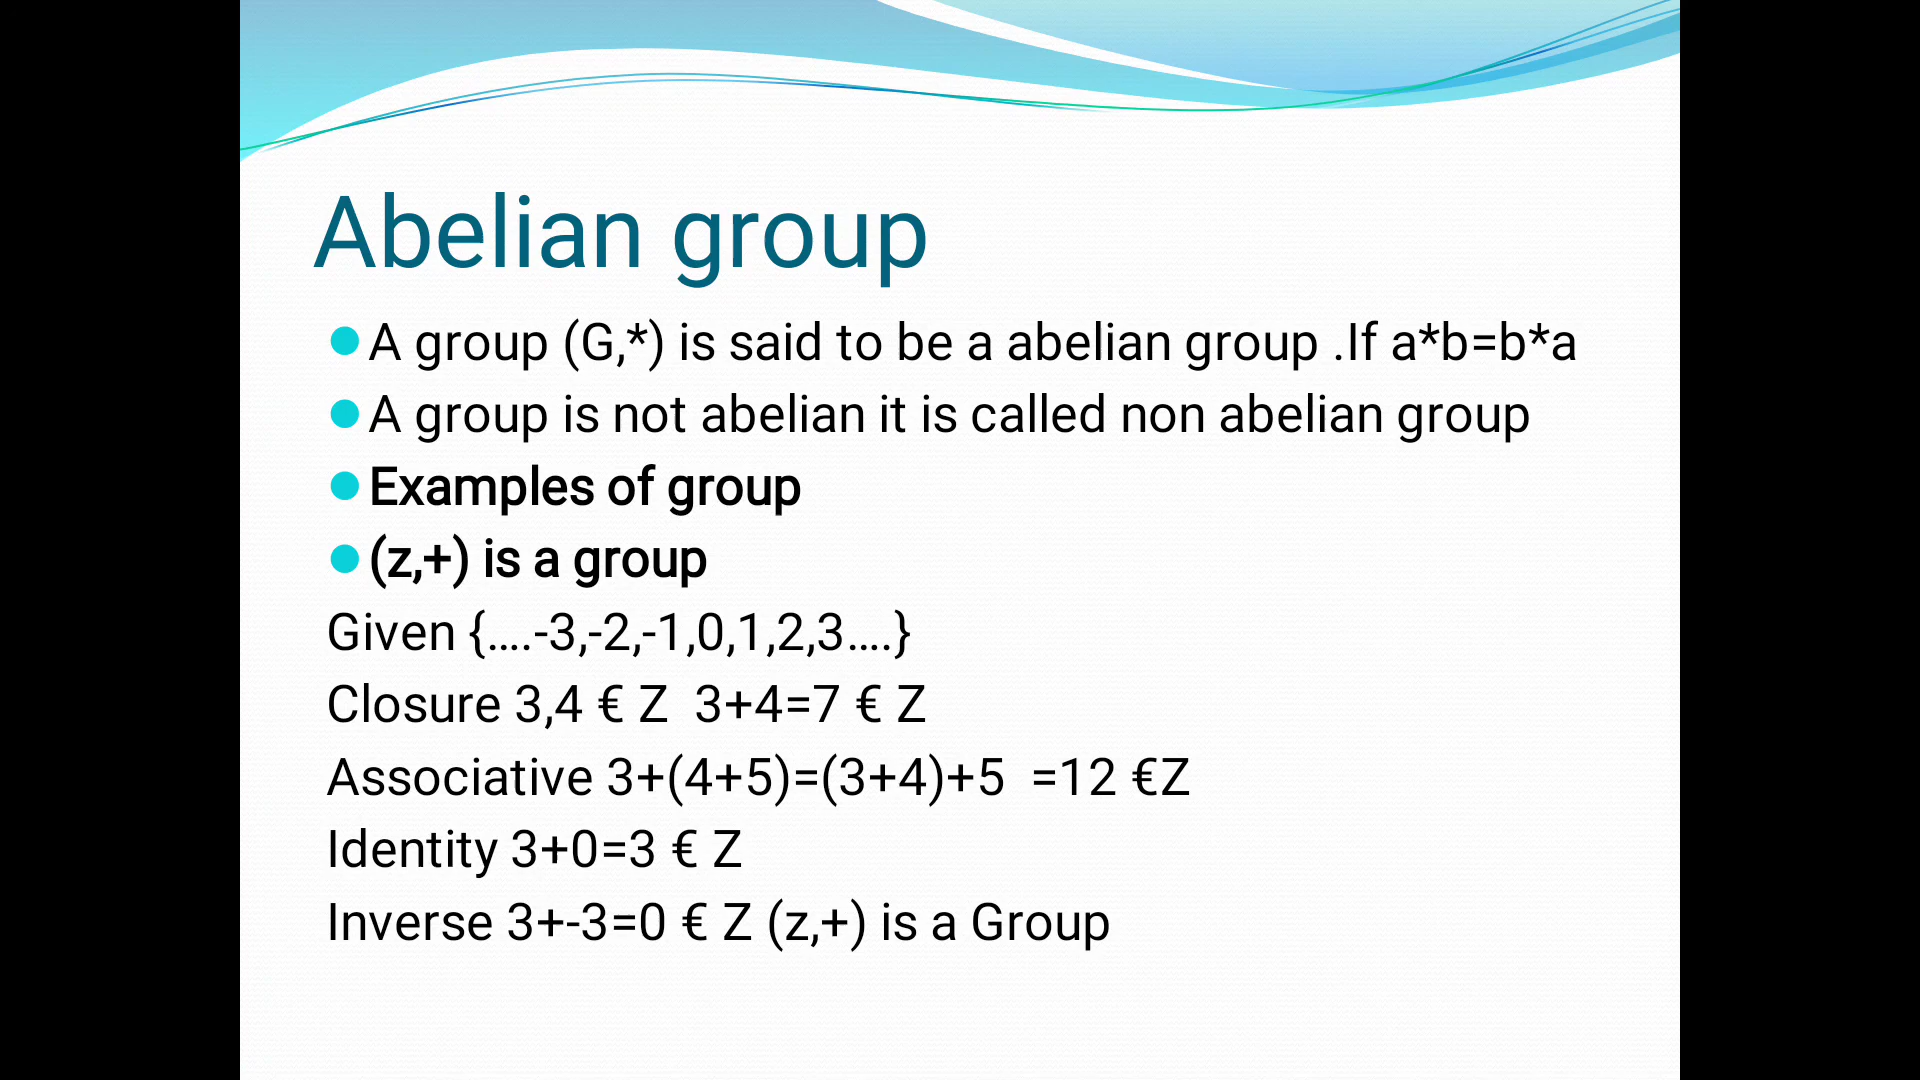 Abelian group
A group (G,*) is said to be a abelian group .If a*b=b*a
A group is not abelian it is called non abelian group
Examples of group
(z,+) is a group
Given {....-3,-2,-1,0,1,2,3....}
Closure 3,4 € Z  3+4=7 € Z
Associative 3+(4+5)=(3+4)+5  =12 €Z
Identity 3+0=3 € Z
Inverse 3+-3=0 € Z (z,+) is a Group